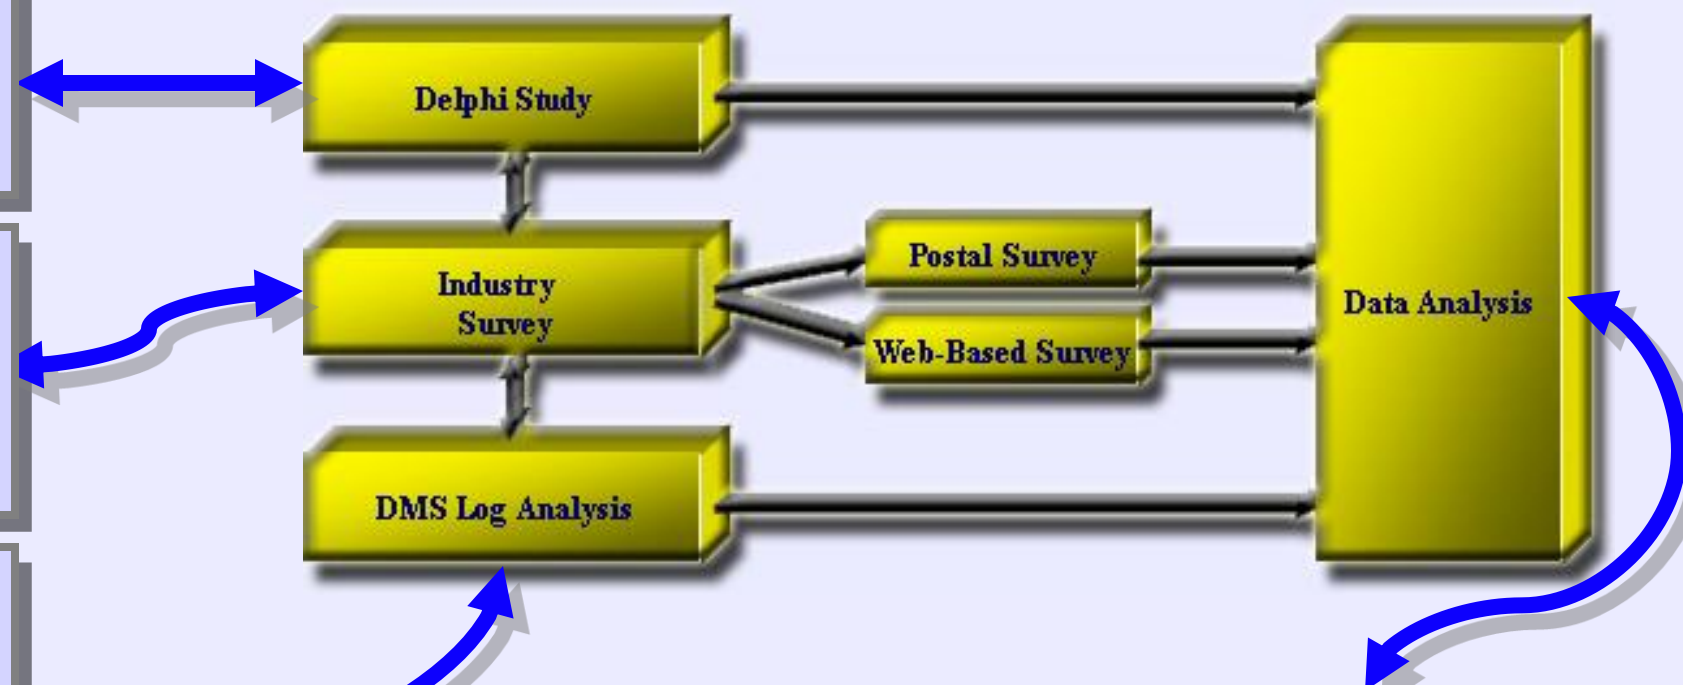 Delphi Study
Industry
Survey
Postal Survey
Web-Based Survey
Data Analysis
DMS Log Analysis